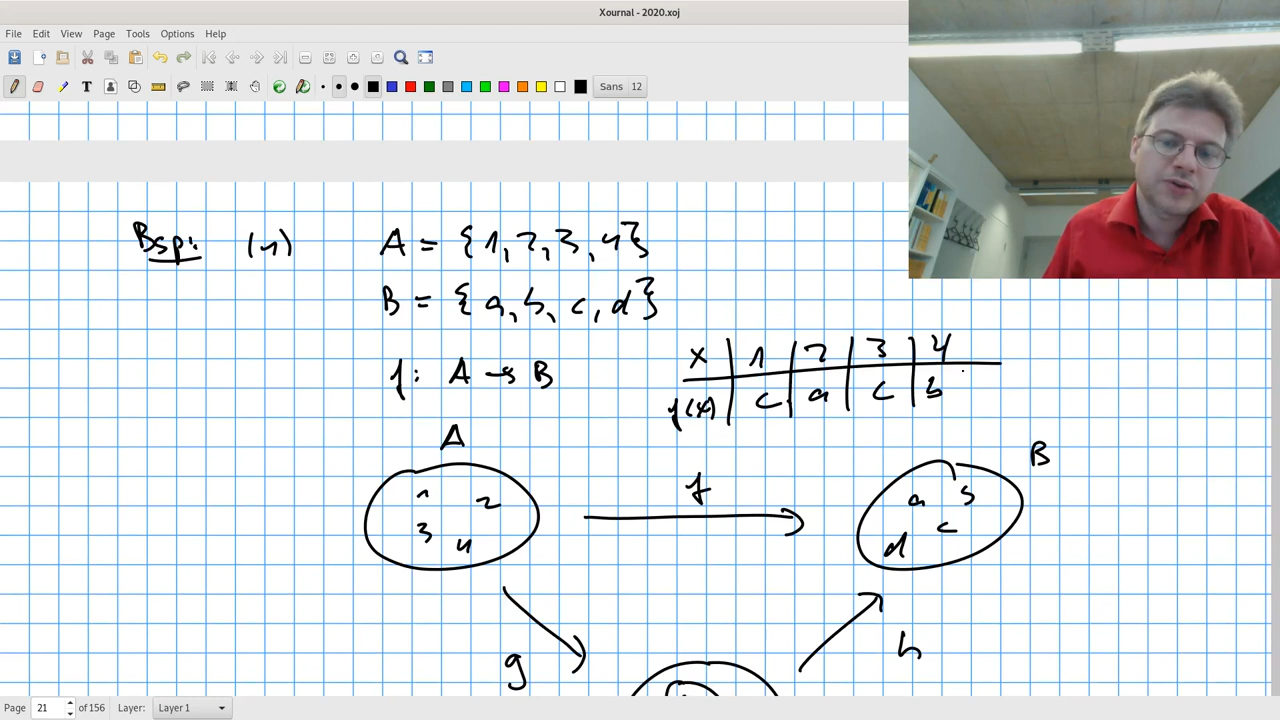 Xournal - 2020.xoj
File Edit View Page Tools Options Help
Sans 12
Bsp: (1) A = {1, 2, 3, 4}
B = {a, b, c, d}
f: A → B
x 1 2 3 4
f(x) c a c b
A
B
1 2
3 4
f
a b
d c
g
h
Page 21 of 156 Layer: Layer 1